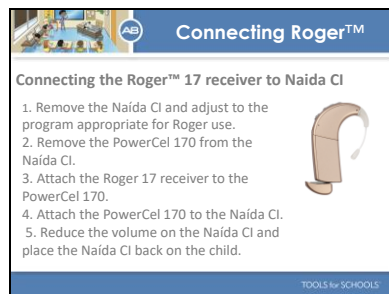 AB
Connecting Roger™
Connecting the Roger™ 17 receiver to Naida CI
1. Remove the Naída CI and adjust to the
program appropriate for Roger use.
2. Remove the PowerCel 170 from the
Naída CI.
3. Attach the Roger 17 receiver to the
PowerCel 170.
4. Attach the PowerCel 170 to the Naída CI.
5. Reduce the volume on the Naída CI and
place the Naída CI back on the child.
TOOLS for SCHOOLS™